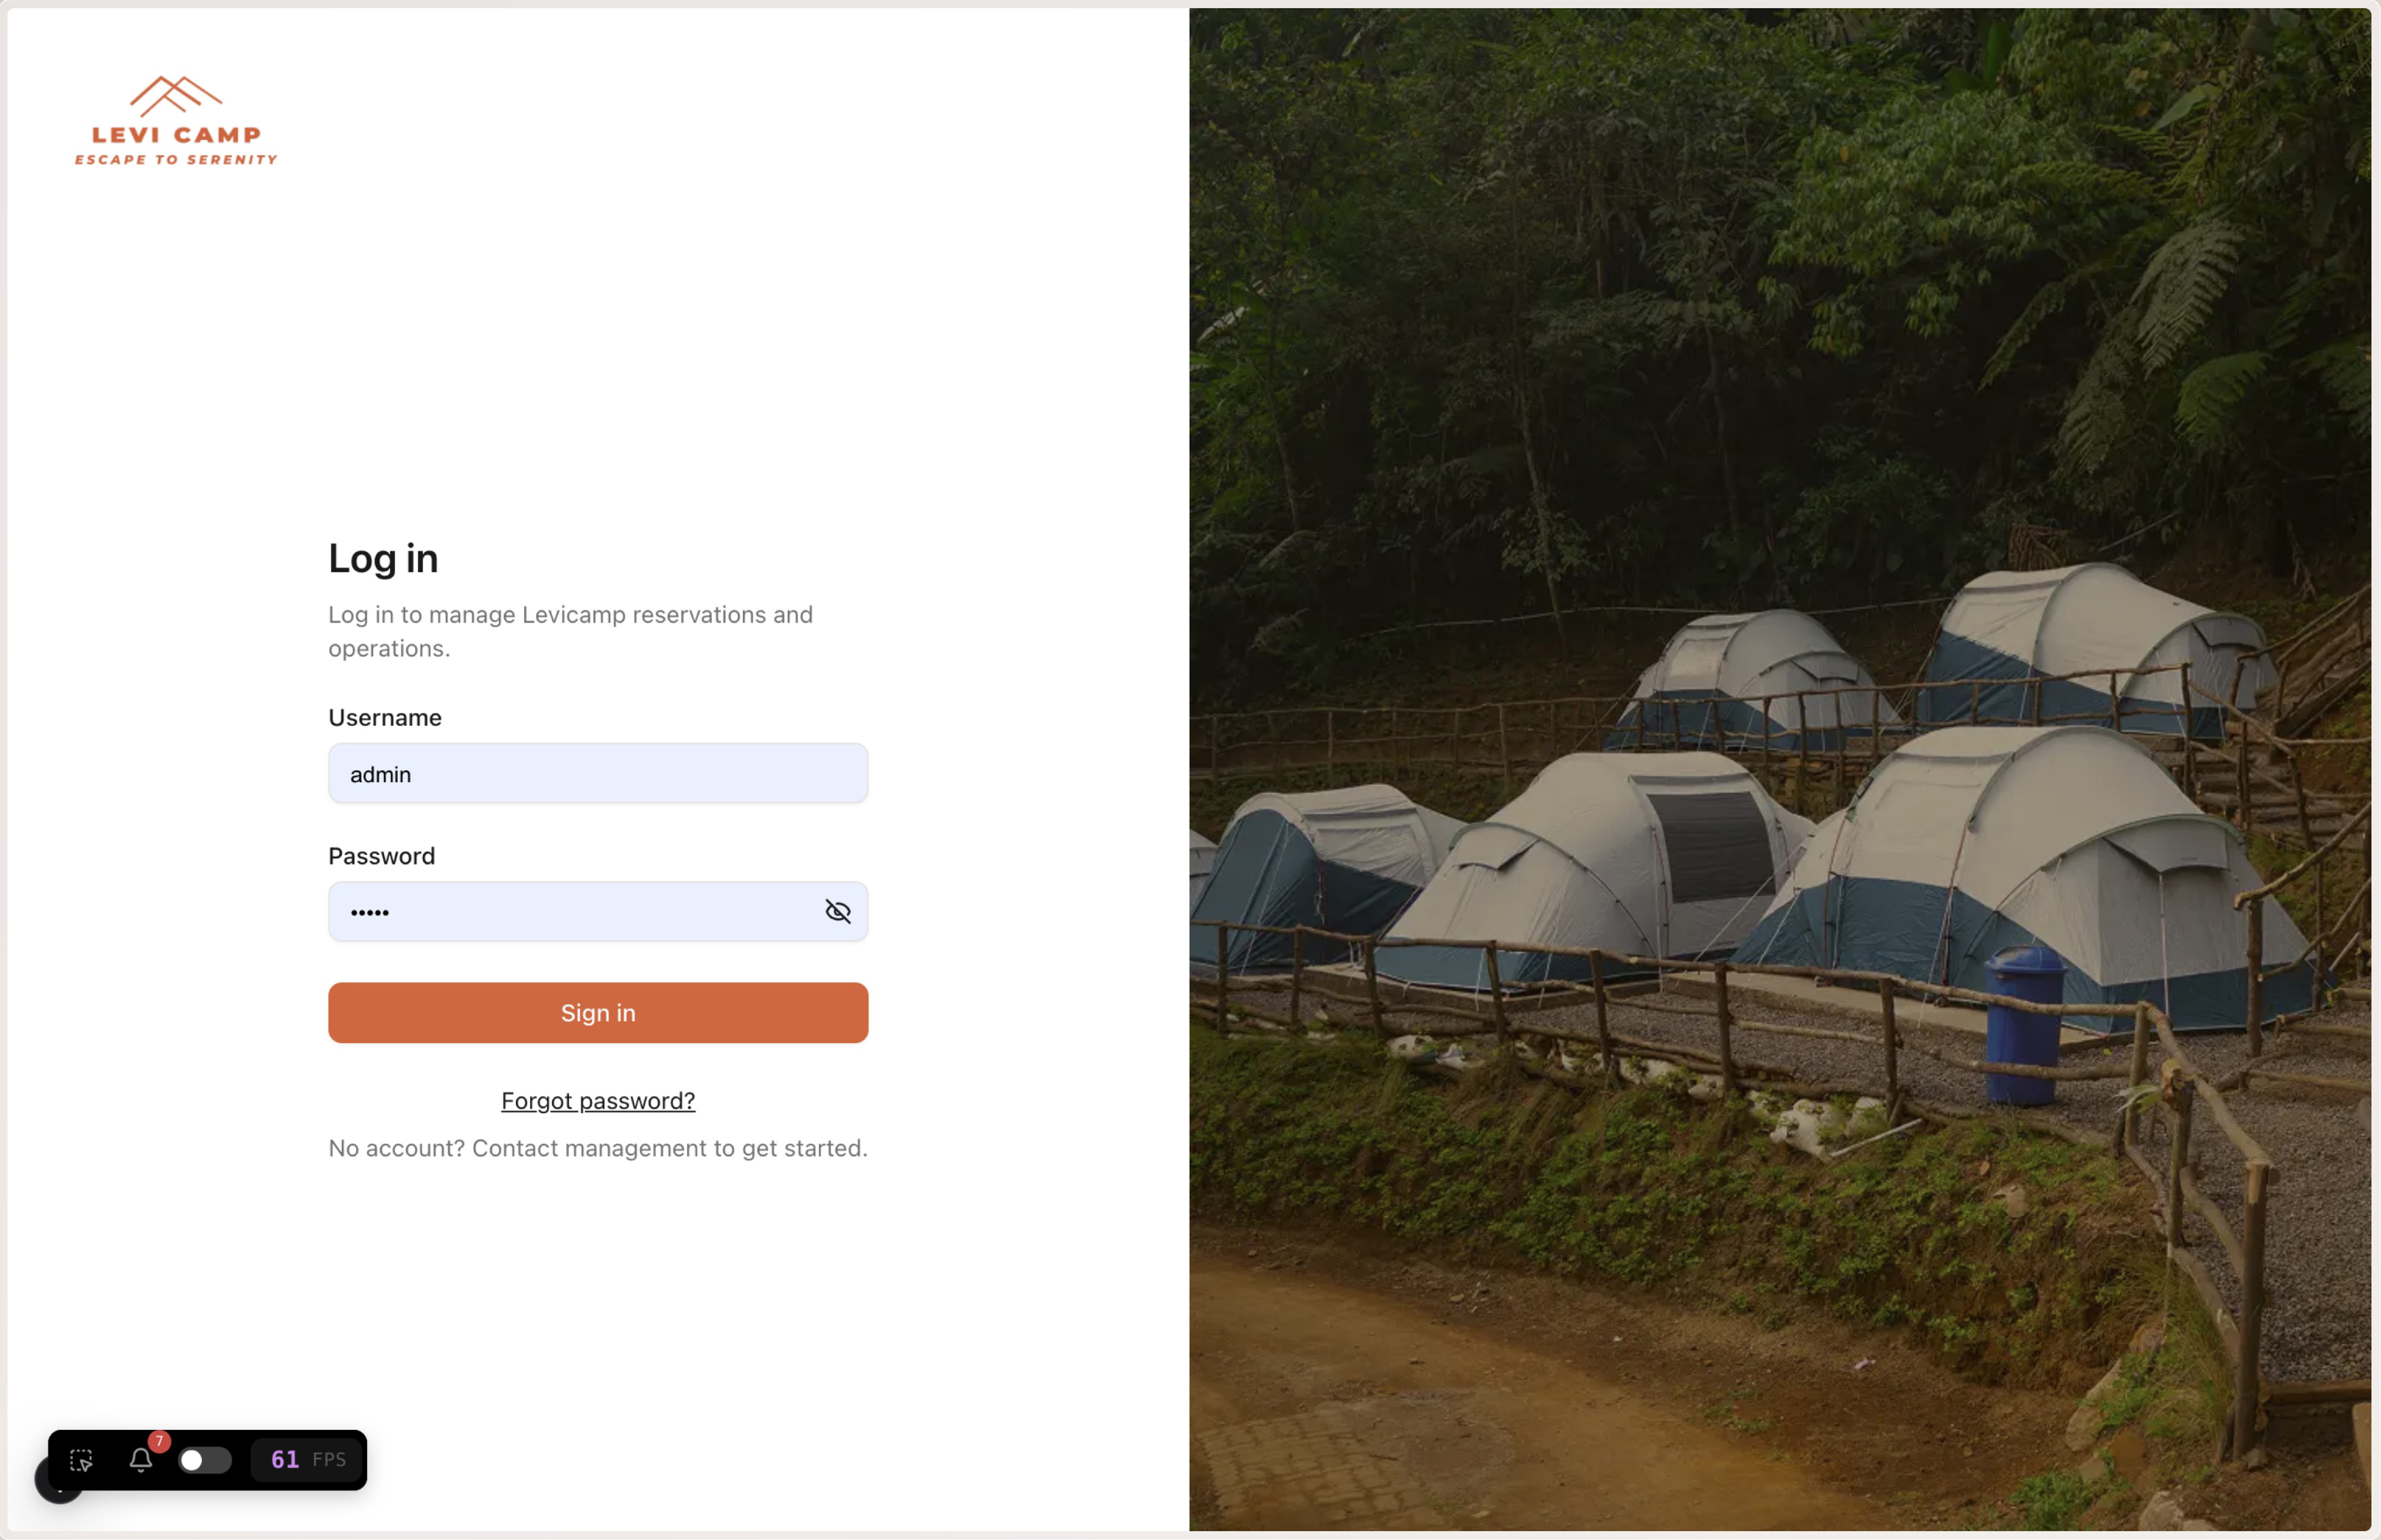 LEVI CAMP
ESCAPE TO SERENITY
Log in
Log in to manage Levicamp reservations and
operations.
Username
admin
Password
•••••
Sign in
Forgot password?
No account? Contact management to get started.
7
61 FPS